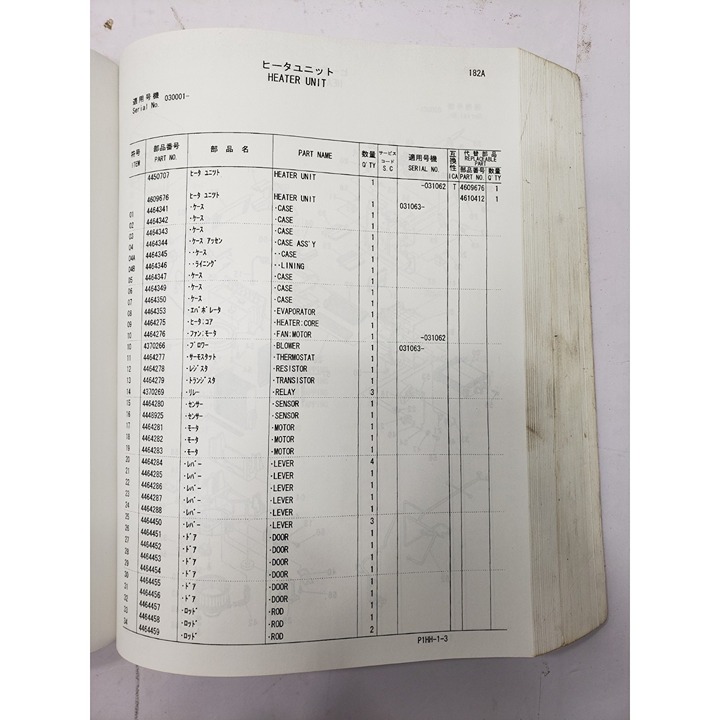 ヒータユニット
HEATER UNIT
182A
適用号機 030001-
Serial No.
符号 部品番号 部品名 PART NAME 数量 サービスコード 適用号機 互換性 代替部品
REPLACEABLE PART
ITEM PART NO. Q'TY S.C SERIAL NO. ICA 部品番号 PART NO. 数量 Q'TY
4450707 ヒータ ユニット HEATER UNIT 1 -031062 T 4609676 1
4610412 1
4609676 ヒータ ユニット HEATER UNIT 1 031063-
01 4464341 ・ケース ・CASE 1
02 4464342 ・ケース ・CASE 1
03 4464343 ・ケース ・CASE 1
04 4464344 ・ケース アッセン ・CASE ASS'Y 1
04A 4464345 ・・ケース ・・CASE 1
04B 4464346 ・・ライニング ・・LINING 1
05 4464347 ・ケース ・CASE 1
06 4464349 ・ケース ・CASE 1
07 4464350 ・ケース ・CASE 1
08 4464353 ・エバポレータ ・EVAPORATOR 1
09 4464275 ・ヒータ;コア ・HEATER;CORE 1
10 4464276 ・ファン;モータ ・FAN;MOTOR 1 -031062
10 4370266 ・ブロワー ・BLOWER 1 031063-
11 4464277 ・サーモスタット ・THERMOSTAT 1
12 4464278 ・レジスタ ・RESISTOR 1
13 4464279 ・トランジスタ ・TRANSISTOR 1
14 4370269 ・リレー ・RELAY 3
15 4464280 ・センサー ・SENSOR 1
16 4448925 ・センサー ・SENSOR 1
17 4464281 ・モータ ・MOTOR 1
18 4464282 ・モータ ・MOTOR 1
19 4464283 ・モータ ・MOTOR 1
20 4464284 ・レバー ・LEVER 4
21 4464285 ・レバー ・LEVER 1
22 4464286 ・レバー ・LEVER 1
23 4464287 ・レバー ・LEVER 1
24 4464288 ・レバー ・LEVER 1
25 4464450 ・レバー ・LEVER 3
26 4464451 ・ドア ・DOOR 1
27 4464452 ・ドア ・DOOR 1
28 4464453 ・ドア ・DOOR 1
29 4464454 ・ドア ・DOOR 1
30 4464455 ・ドア ・DOOR 1
31 4464456 ・ドア ・DOOR 1
32 4464457 ・ロッド ・ROD 1
33 4464458 ・ロッド ・ROD 1
34 4464459 ・ロッド ・ROD 2
P1HH-1-3